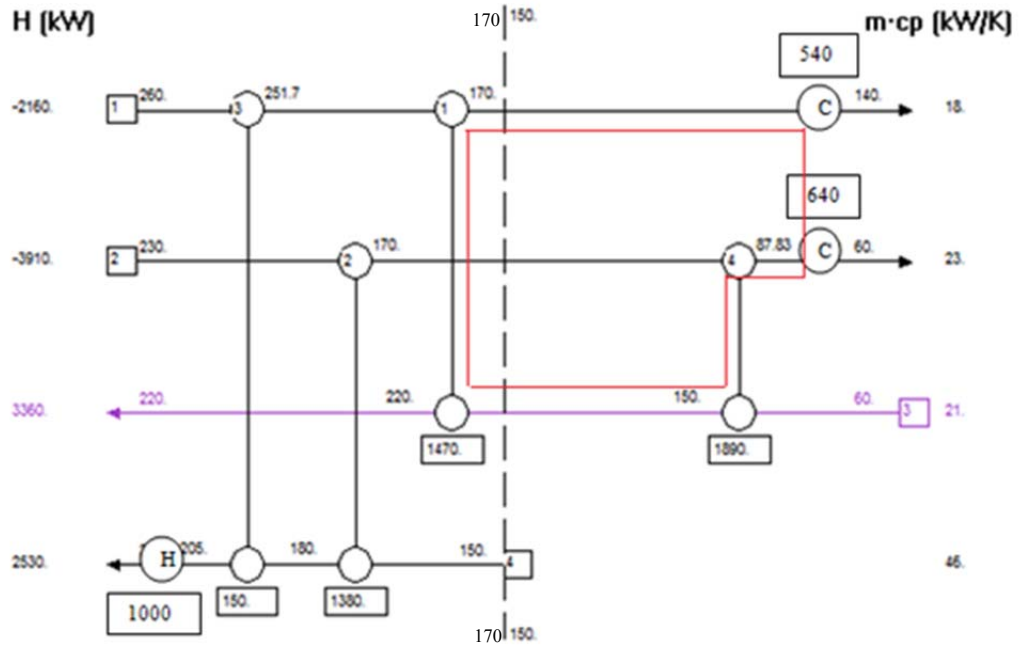 H (kW)
170 150.
m·cp (kW/K)
540
-2160. 1 260. 3 251.7 1 170. C 140. 18.
640
-3910. 2 230. 2 170. 4 87.83 C 60. 23.
3360. 220. 220. 150. 60. 3 21.
1470. 1890.
2530. H 205. 180. 150. 4 46.
1000 150. 1380.
170 150.